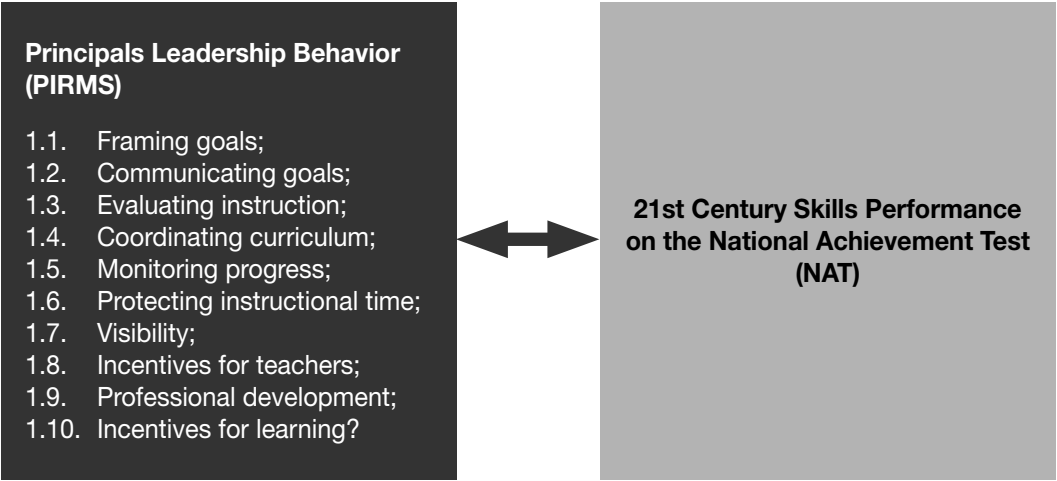 Principals Leadership Behavior
(PIRMS)
1.1. Framing goals;
1.2. Communicating goals;
1.3. Evaluating instruction;
1.4. Coordinating curriculum;
1.5. Monitoring progress;
1.6. Protecting instructional time;
1.7. Visibility;
1.8. Incentives for teachers;
1.9. Professional development;
1.10. Incentives for learning?
21st Century Skills Performance
on the National Achievement Test
(NAT)